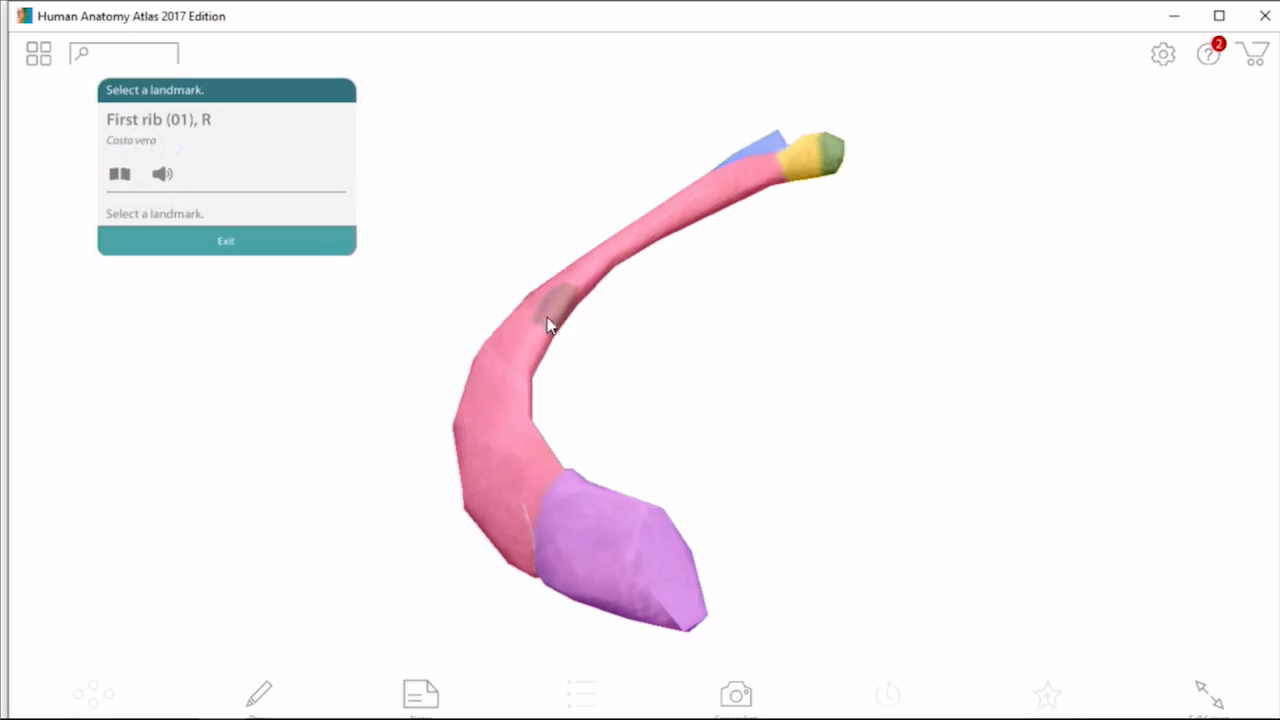 Human Anatomy Atlas 2017 Edition
2
Select a landmark.
First rib (01), R
Costa vera
Select a landmark.
Exit